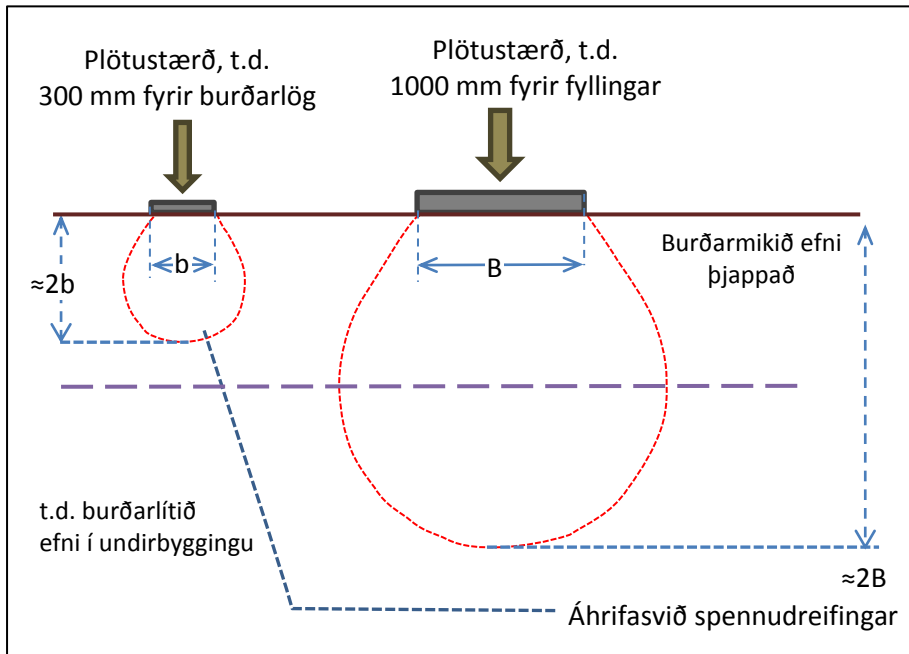 Plötustærð, t.d.
300 mm fyrir burðarlög
Plötustærð, t.d.
1000 mm fyrir fyllingar
b
B
≈2b
Burðarmikið efni
þjappað
t.d. burðarlítið
efni í undirbyggingu
≈2B
Áhrifasvið spennudreifingar